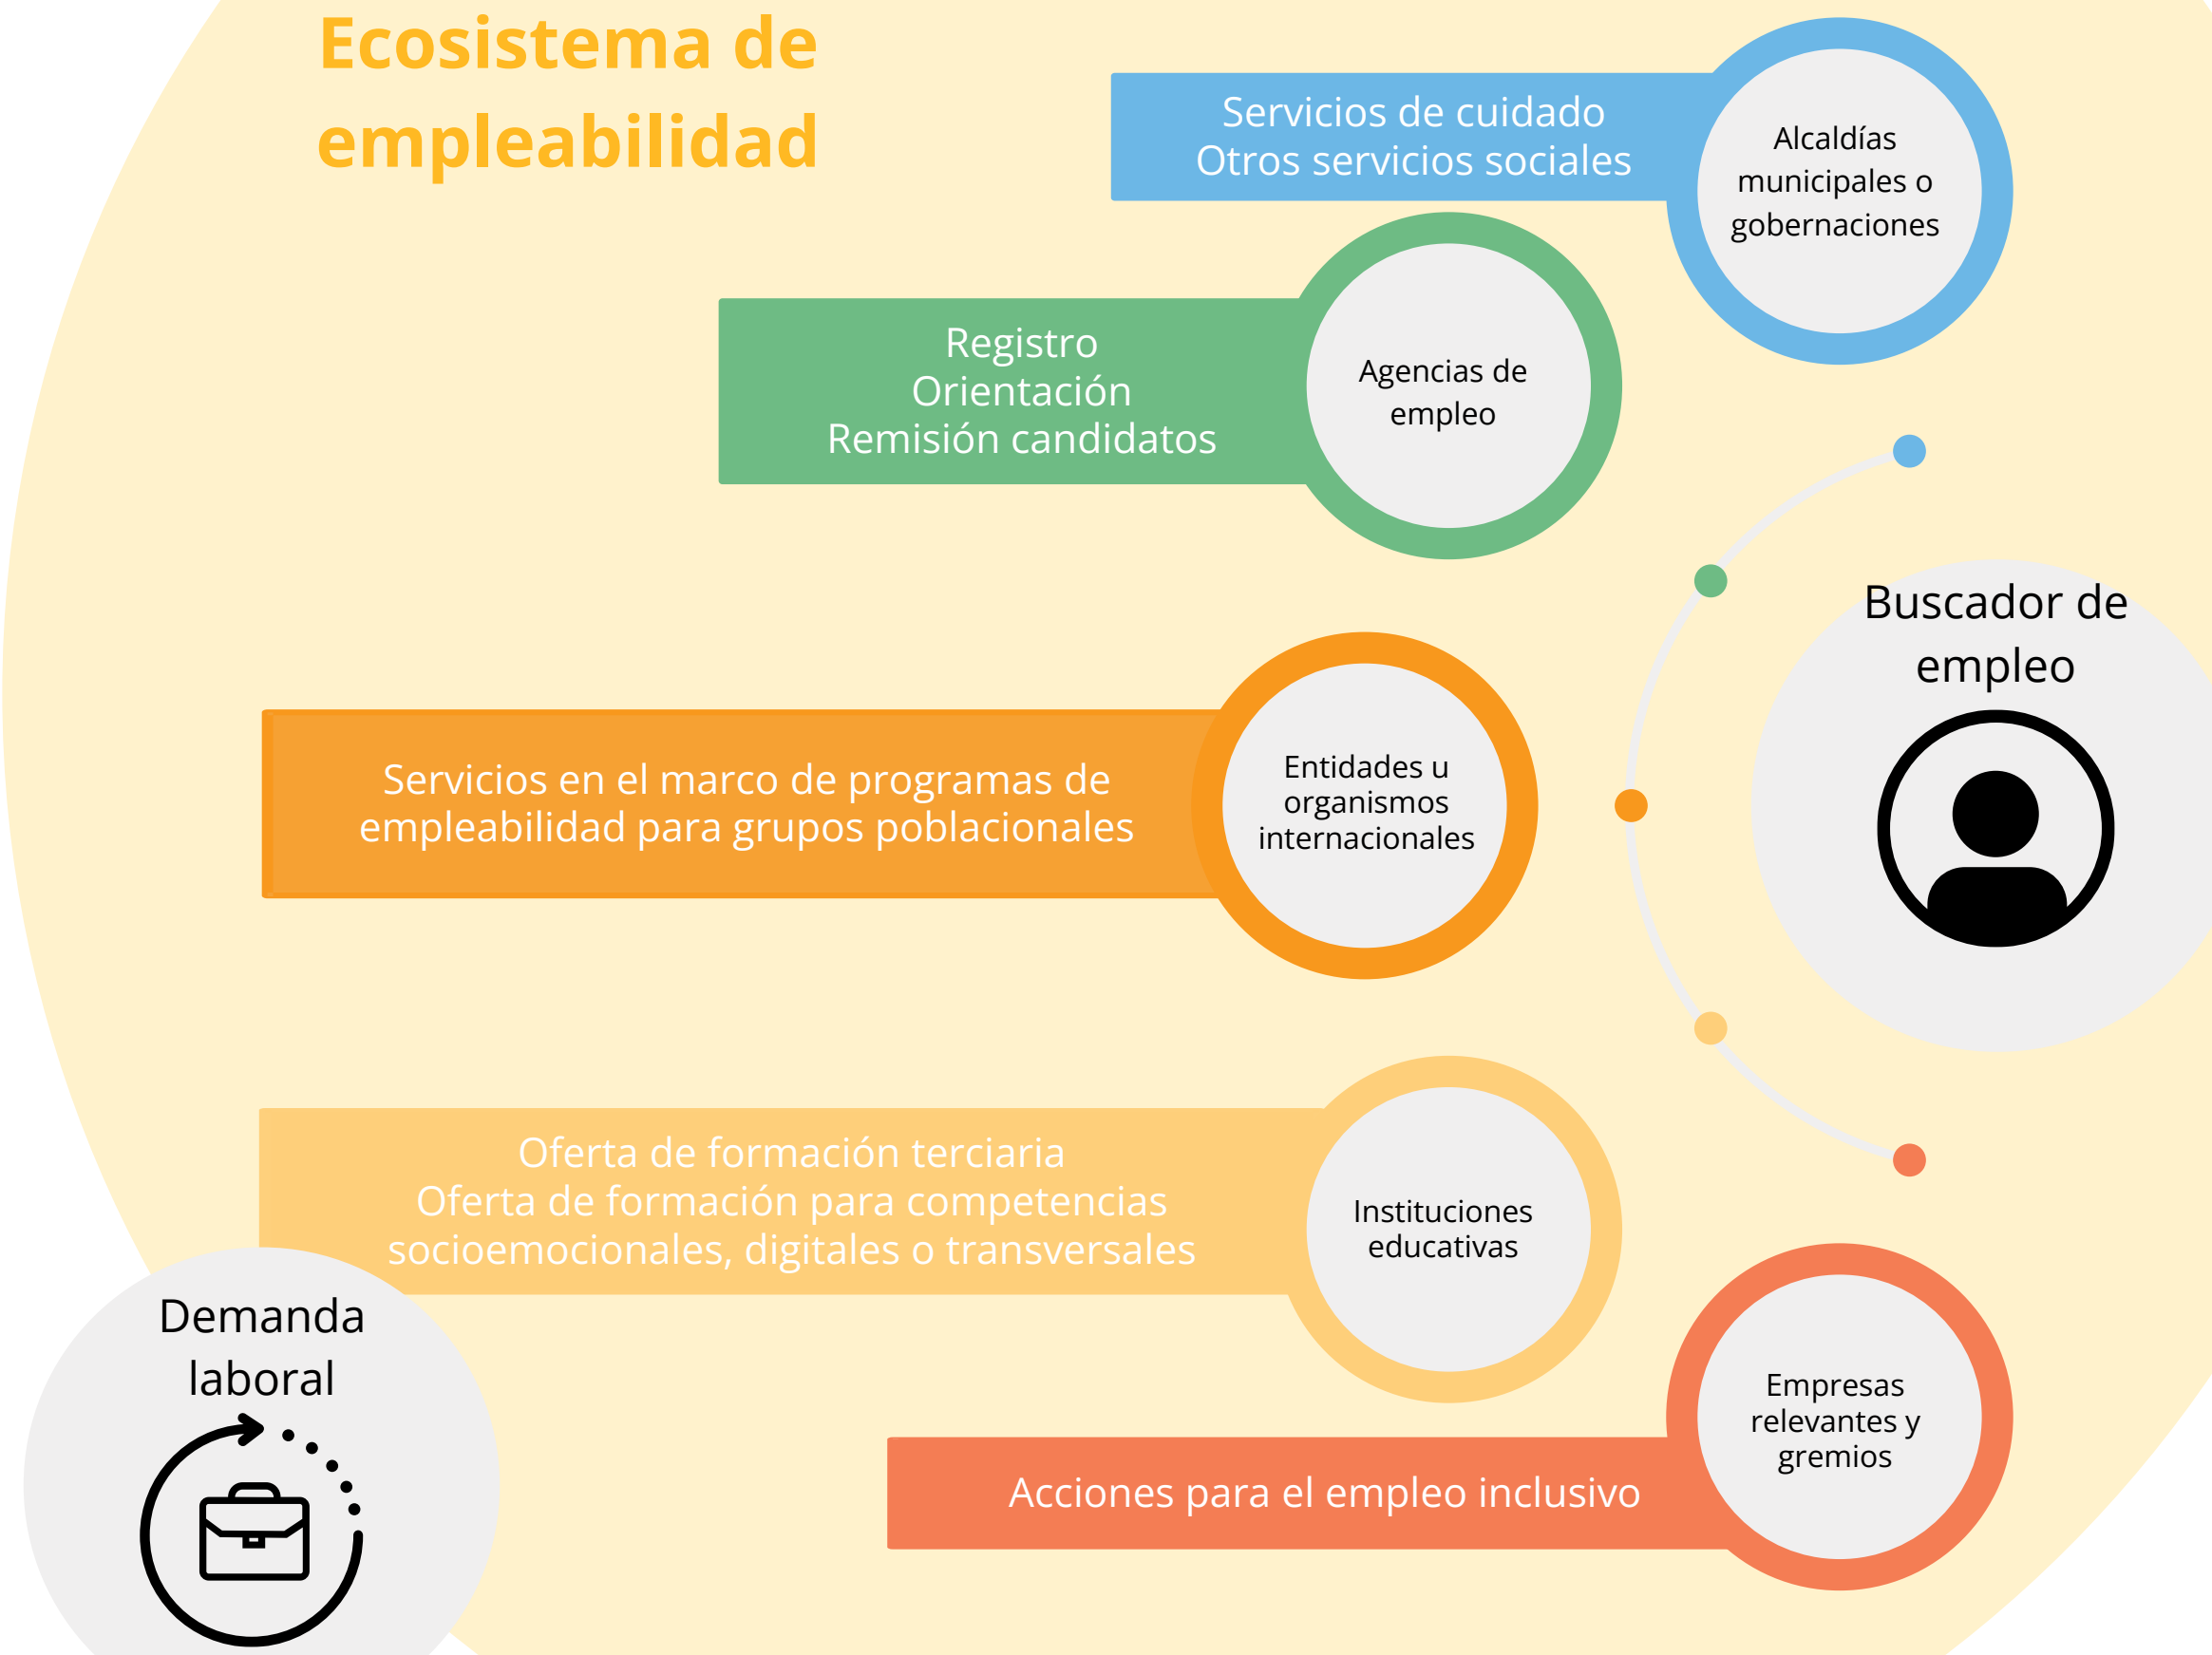 Ecosistema de
empleabilidad
Servicios de cuidado
Otros servicios sociales
Alcaldías
municipales o
gobernaciones
Registro
Orientación
Remisión candidatos
Agencias de
empleo
Buscador de
empleo
Servicios en el marco de programas de
empleabilidad para grupos poblacionales
Entidades u
organismos
internacionales
Oferta de formación terciaria
Oferta de formación para competencias
socioemocionales, digitales o transversales
Instituciones
educativas
Demanda
laboral
Acciones para el empleo inclusivo
Empresas
relevantes y
gremios